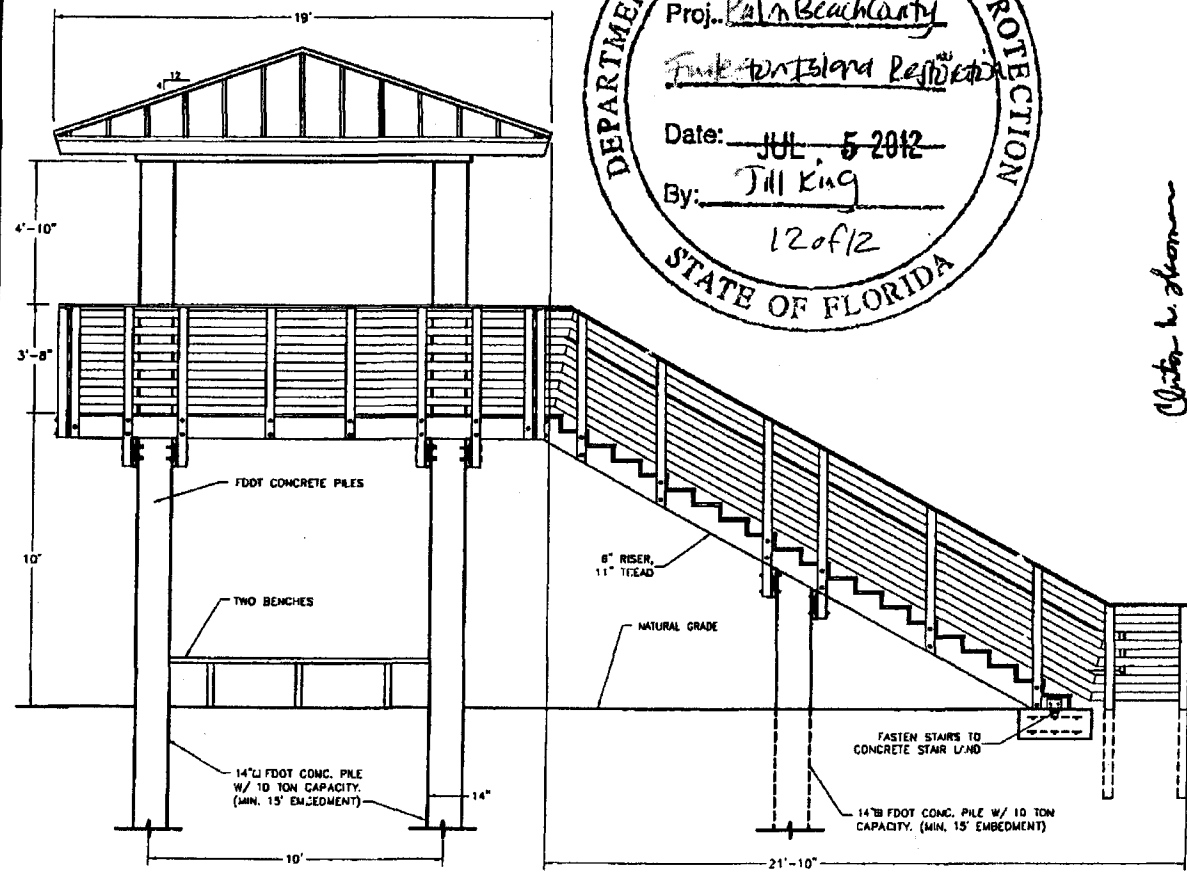 19'
DEPARTMENT
PROTECTION
STATE OF FLORIDA
Proj.. Palm Beach County
Island Restoration
Date: JUL. 5 2012
By: Jill King
12 of 12
12
4
4'-10"
3'-8"
10"
FDOT CONCRETE PILES
TWO BENCHES
6" RISER,
11" TREAD
NATURAL GRADE
FASTEN STAIRS TO
CONCRETE STAIR
14" FDOT CONC. PILE
W/ 10 TON CAPACITY.
(MIN. 15' EMBEDMENT)
14"
14" FDOT CONC. PILE W/ 10 TON
CAPACITY. (MIN. 15' EMBEDMENT)
10'
21'-10"